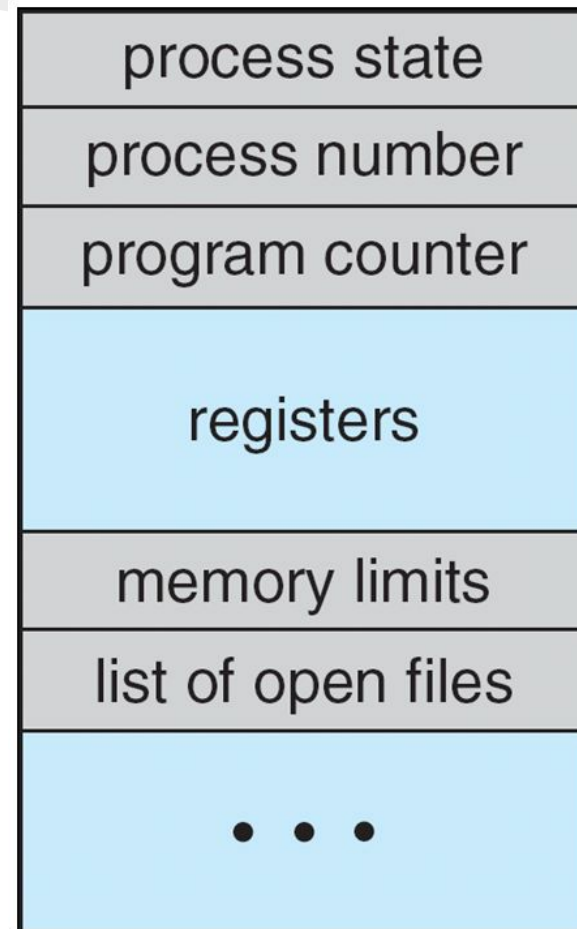 process state
process number
program counter
registers
memory limits
list of open files
• • •